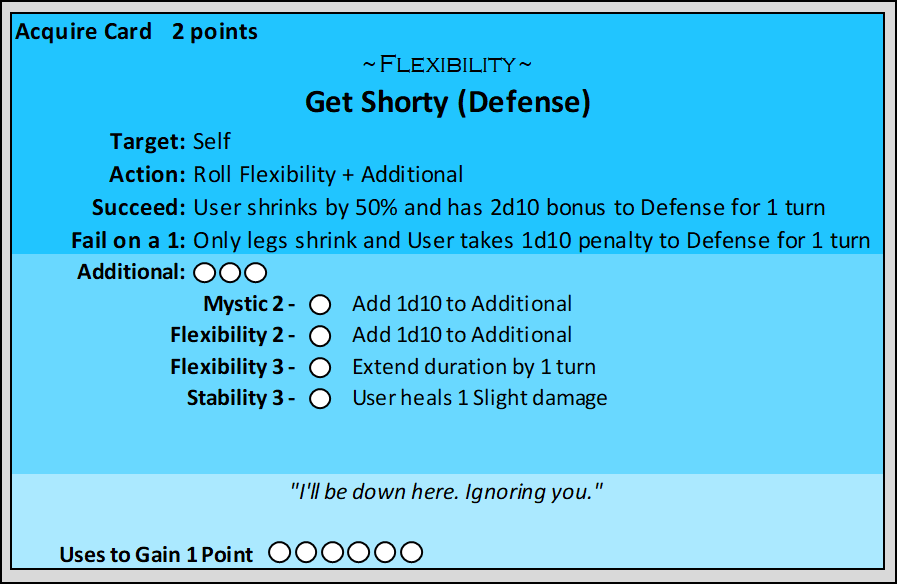 Acquire Card 2 points
~FLEXIBILITY~
Get Shorty (Defense)
Target: Self
Action: Roll Flexibility + Additional
Succeed: User shrinks by 50% and has 2d10 bonus to Defense for 1 turn
Fail on a 1: Only legs shrink and User takes 1d10 penalty to Defense for 1 turn
Additional:
Mystic 2 - Add 1d10 to Additional
Flexibility 2 - Add 1d10 to Additional
Flexibility 3 - Extend duration by 1 turn
Stability 3 - User heals 1 Slight damage
"I'll be down here. Ignoring you."
Uses to Gain 1 Point